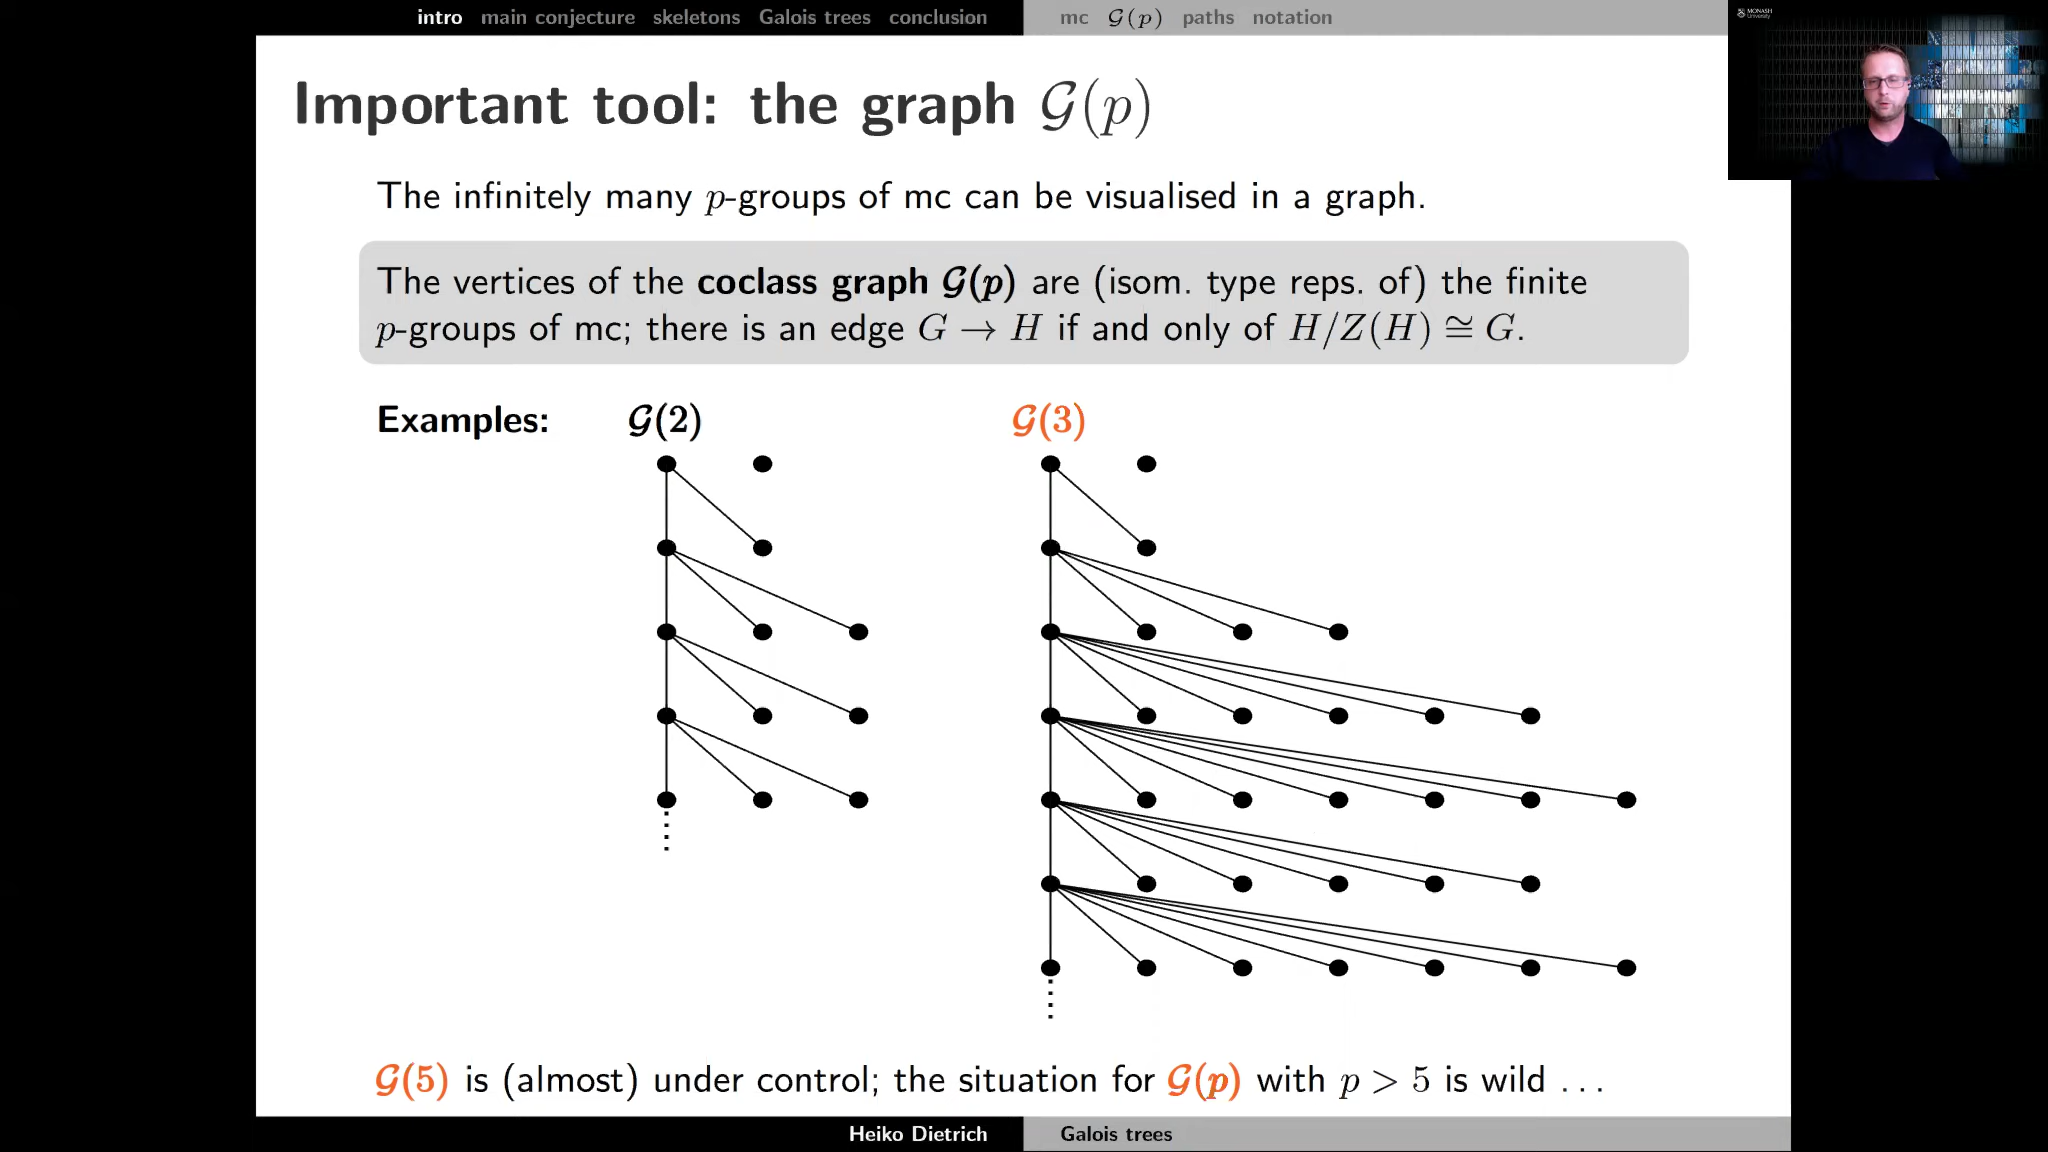 intro main conjecture skeletons Galois trees conclusion mc 𝒢(p) paths notation
MONASH University
Important tool: the graph 𝒢(p)
The infinitely many p-groups of mc can be visualised in a graph.
The vertices of the coclass graph 𝒢(p) are (isom. type reps. of) the finite
p-groups of mc; there is an edge G → H if and only of H/Z(H) ≅ G.
Examples: 𝒢(2) 𝒢(3)
𝒢(5) is (almost) under control; the situation for 𝒢(p) with p > 5 is wild ...
Heiko Dietrich Galois trees